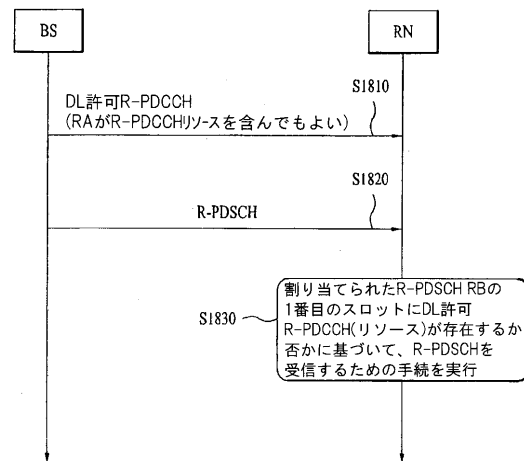 BS
RN
S1810
DL許可R-PDCCH
(RAがR-PDCCHリソースを含んでもよい)
S1820
R-PDSCH
S1830
割り当てられたR-PDSCH RBの
1番目のスロットにDL許可
R-PDCCH(リソース)が存在するか
否かに基づいて、R-PDSCHを
受信するための手続を実行